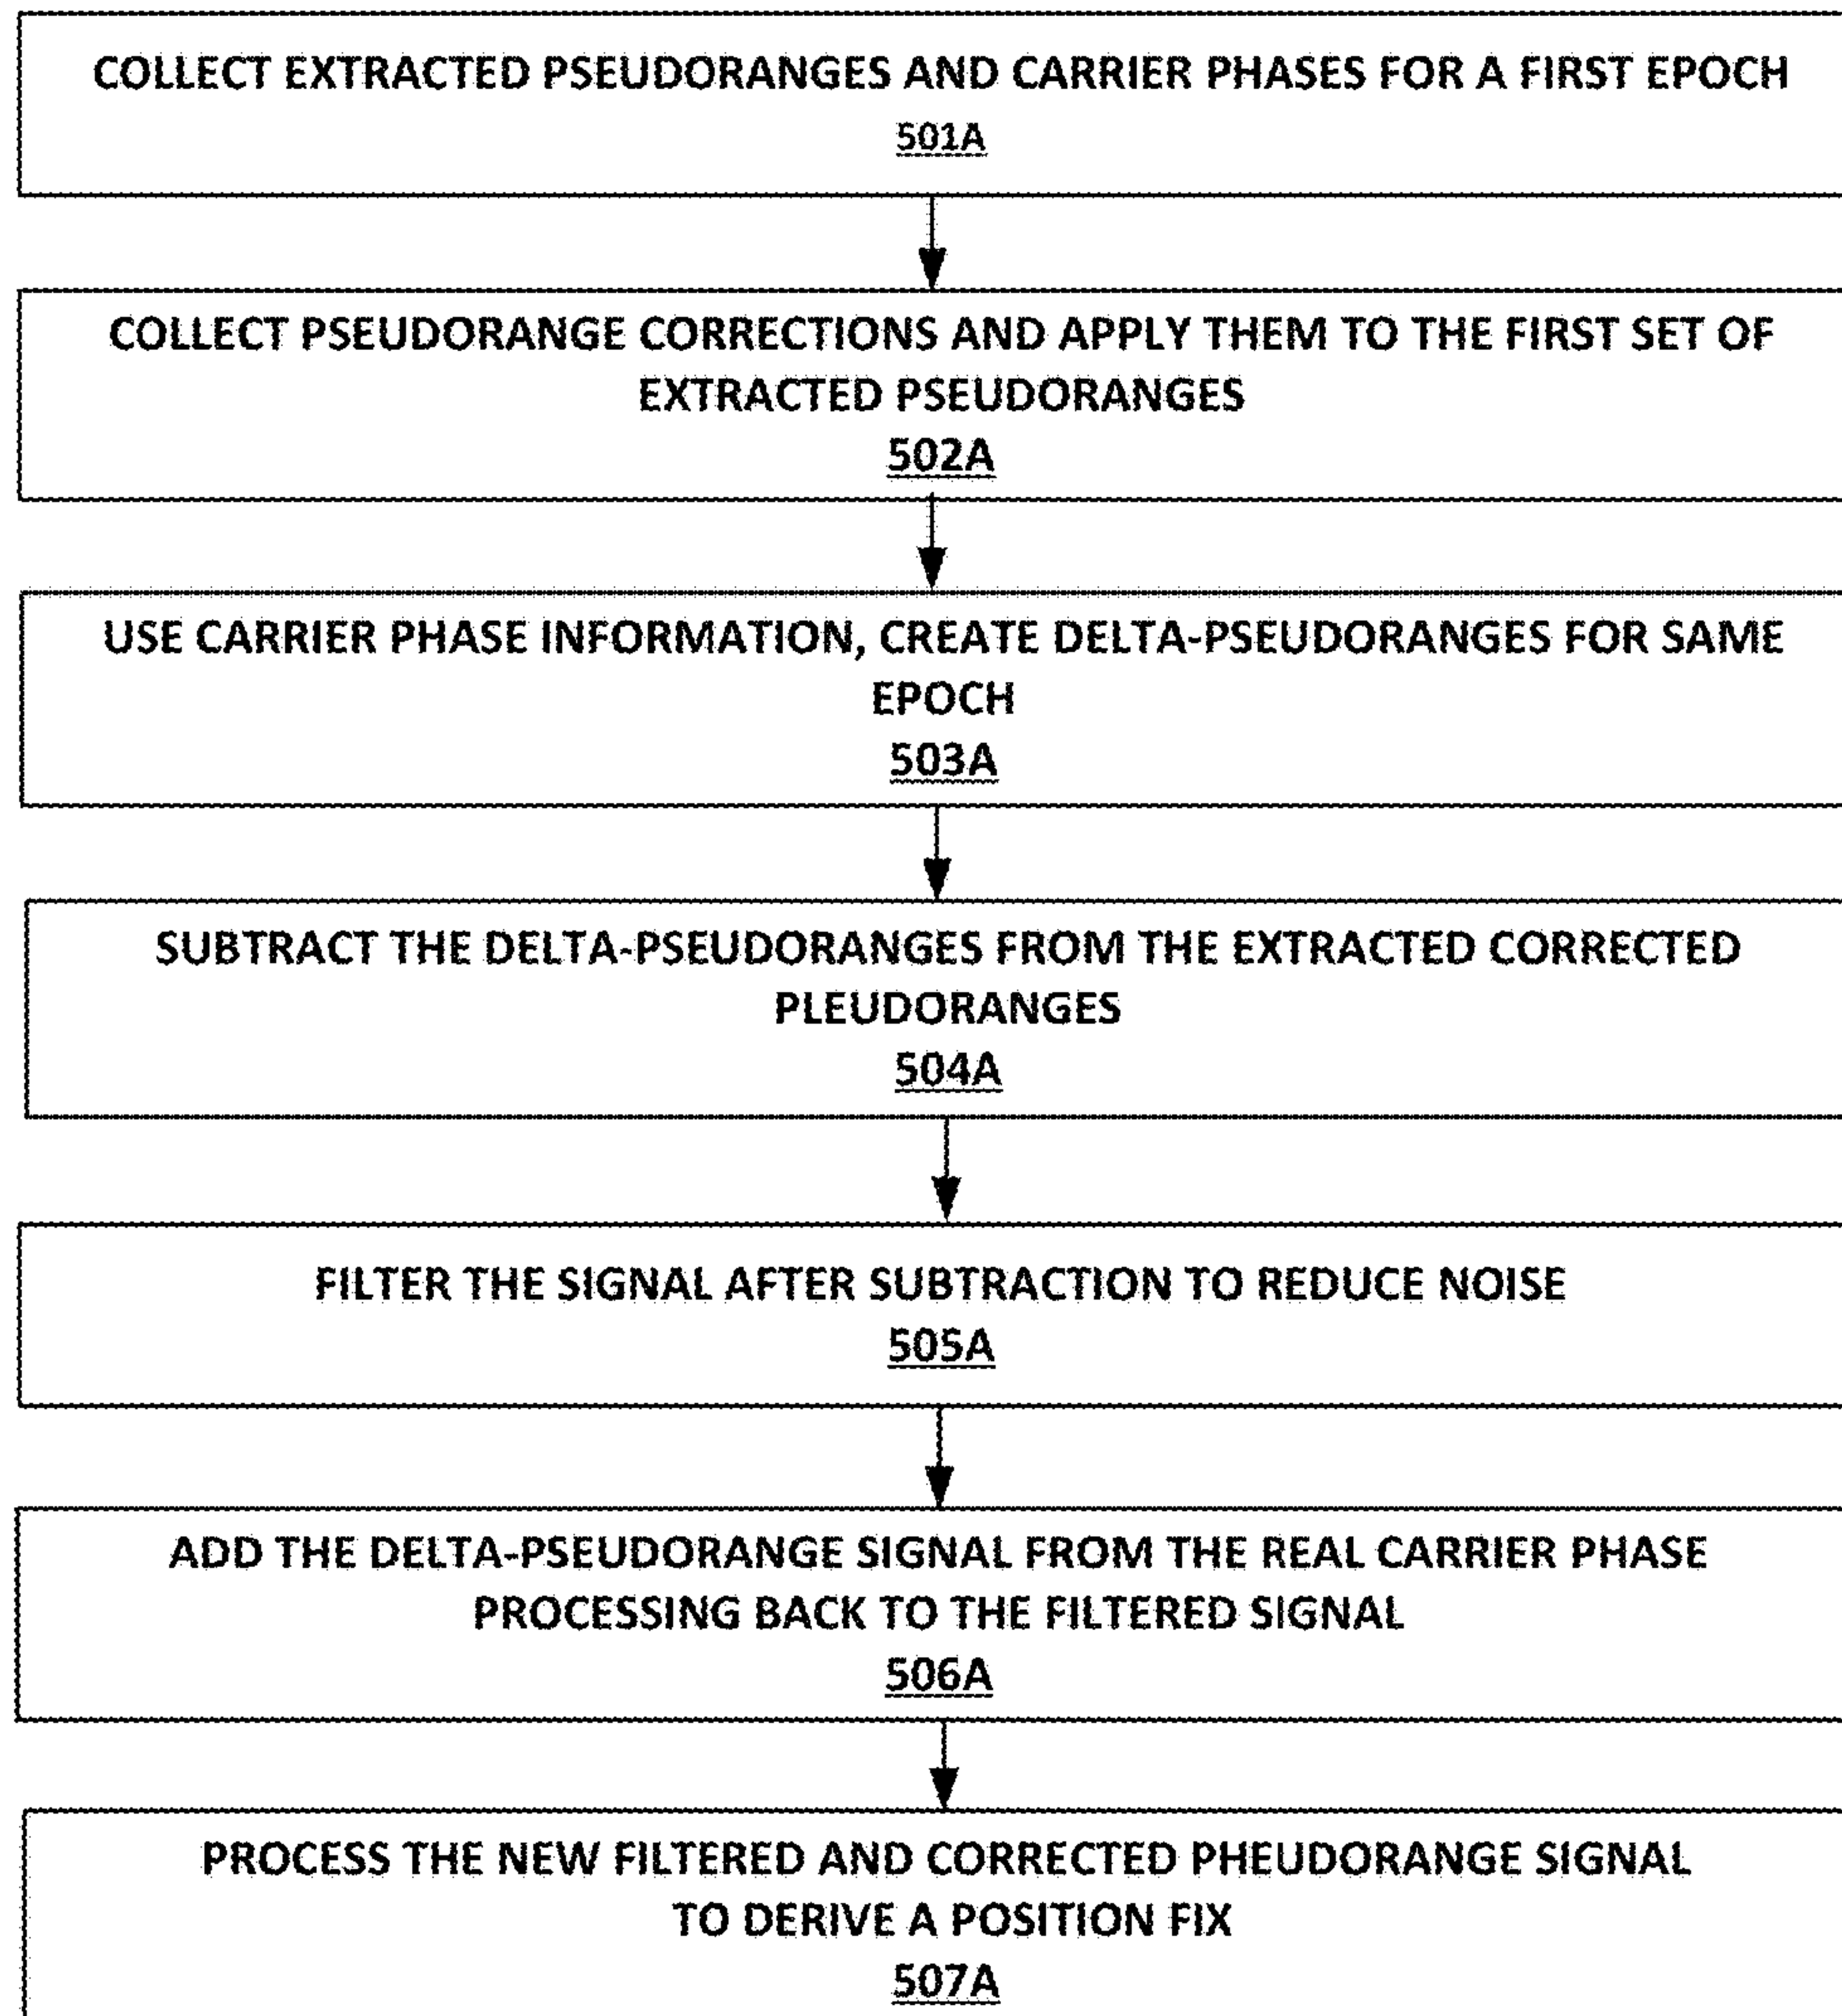 COLLECT EXTRACTED PSEUDORANGES AND CARRIER PHASES FOR A FIRST EPOCH
501A
COLLECT PSEUDORANGE CORRECTIONS AND APPLY THEM TO THE FIRST SET OF
EXTRACTED PSEUDORANGES
502A
USE CARRIER PHASE INFORMATION, CREATE DELTA-PSEUDORANGES FOR SAME
EPOCH
503A
SUBTRACT THE DELTA-PSEUDORANGES FROM THE EXTRACTED CORRECTED
PLEUDORANGES
504A
FILTER THE SIGNAL AFTER SUBTRACTION TO REDUCE NOISE
505A
ADD THE DELTA-PSEUDORANGE SIGNAL FROM THE REAL CARRIER PHASE
PROCESSING BACK TO THE FILTERED SIGNAL
506A
PROCESS THE NEW FILTERED AND CORRECTED PHEUDORANGE SIGNAL
TO DERIVE A POSITION FIX
507A